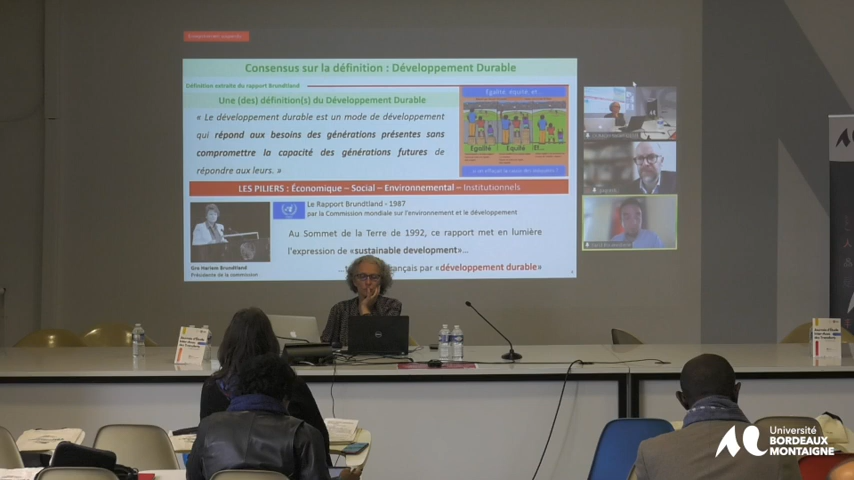 Consensus sur la définition : Développement Durable
Définition extraite du rapport Brundtland
Une (des) définition(s) du Développement Durable
« Le développement durable est un mode de développement
qui répond aux besoins des générations présentes sans
compromettre la capacité des générations futures de
répondre aux leurs. »
Egalité, équité, et...
Egalité
Equité
Et...
LES PILIERS : Économique – Social – Environnemental – Institutionnels
Le Rapport Brundtland - 1987
par la Commission mondiale sur l'environnement et le développement
Au Sommet de la Terre de 1992, ce rapport met en lumière
l'expression de «sustainable development»...
Gro Harlem Brundtland
Présidente de la commission
français par «développement durable»
DELL
Université
BORDEAUX
MONTAIGNE